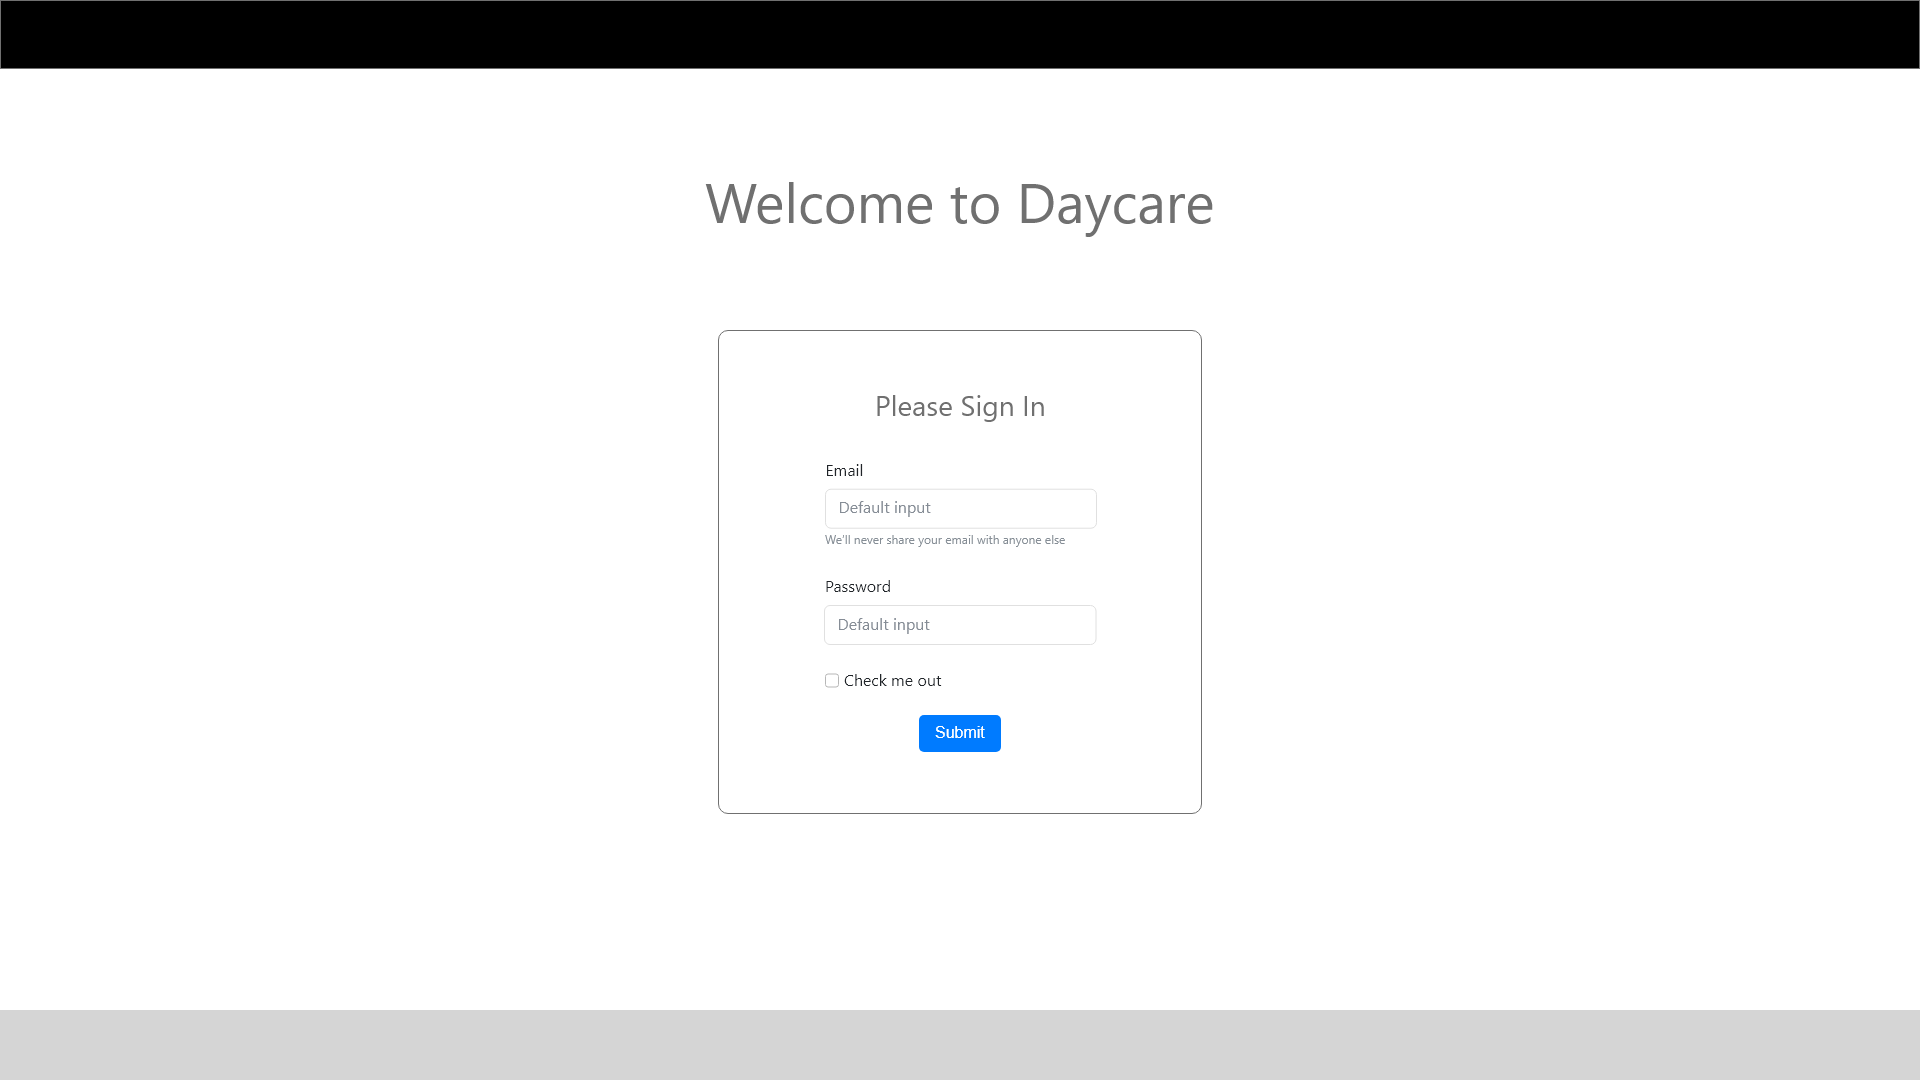 Welcome to Daycare
Please Sign In
Email
Default input
We'll never share your email with anyone else
Password
Default input
Check me out
Submit